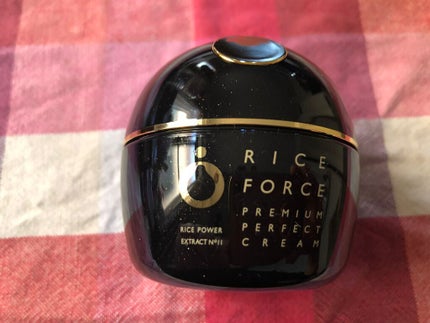 RICE
FORCE
PREMIUM
PERFECT
CREAM
RICE POWER
EXTRACT Nº11